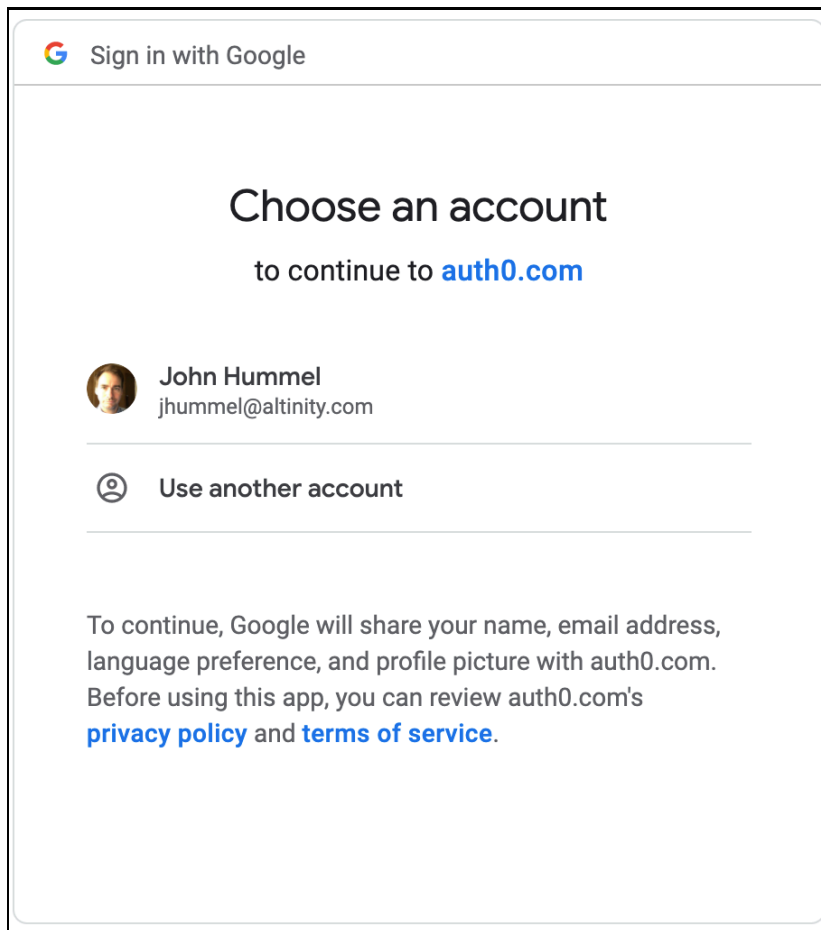 Sign in with Google
Choose an account
to continue to auth0.com
John Hummel
jhummel@altinity.com
Use another account
To continue, Google will share your name, email address,
language preference, and profile picture with auth0.com.
Before using this app, you can review auth0.com's
privacy policy and terms of service.